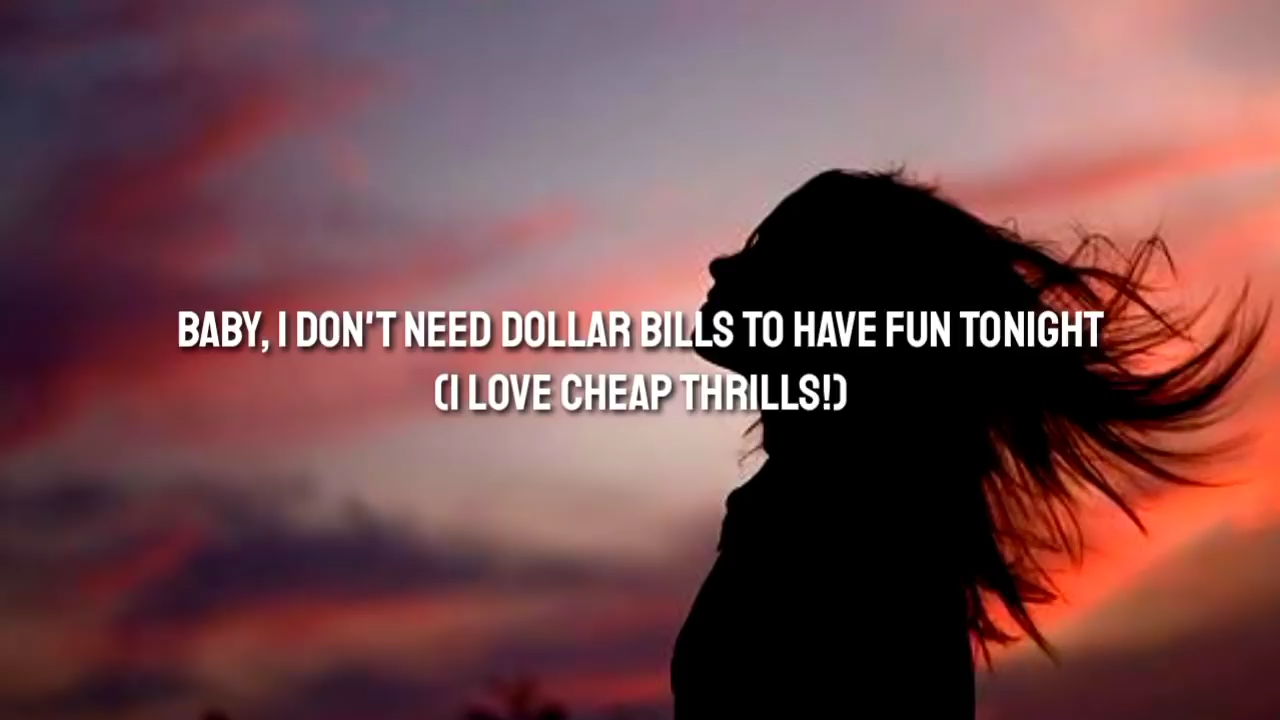 BABY, I DON'T NEED DOLLAR BILLS TO HAVE FUN TONIGHT
(I LOVE CHEAP THRILLS!)